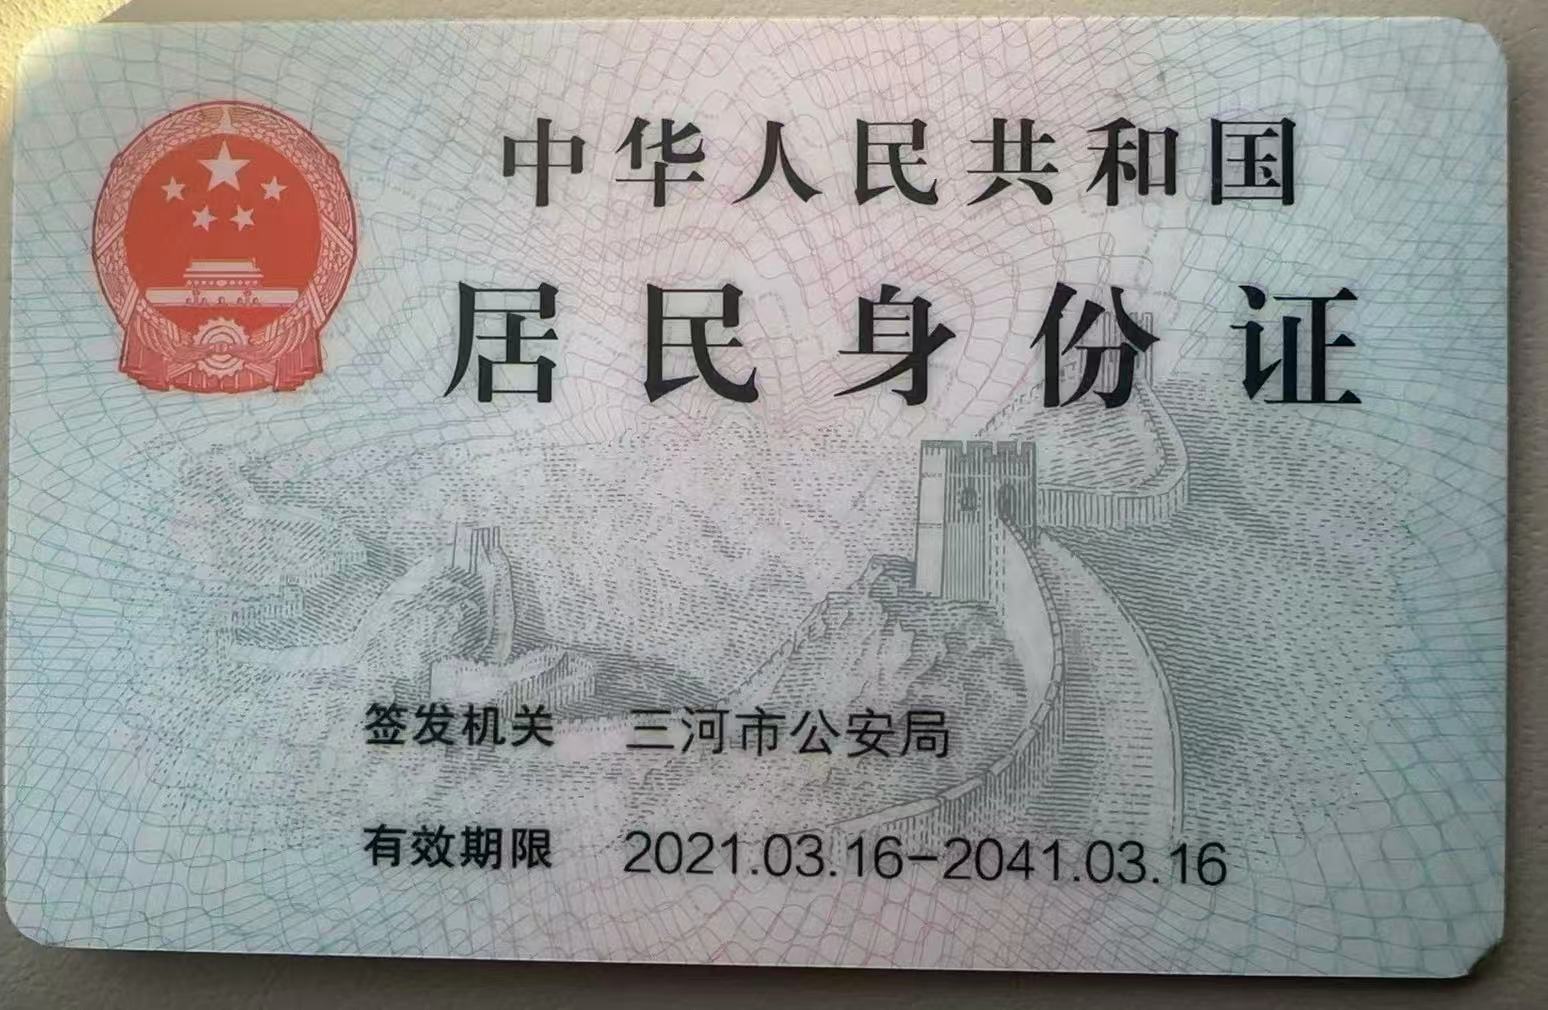 中华人民共和国
居民身份证
签发机关 三河市公安局
有效期限 2021.03.16-2041.03.16